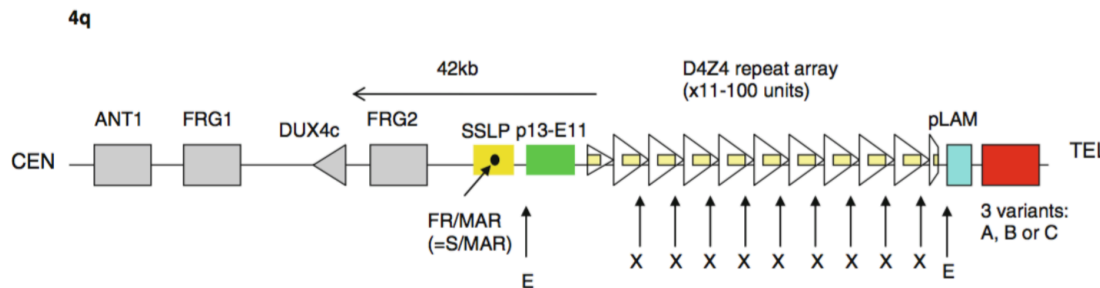 4q
42kb
D4Z4 repeat array
(x11-100 units)
ANT1
FRG1
DUX4c
FRG2
SSLP
p13-E11
pLAM
CEN
TEL
FR/MAR
(=S/MAR)
3 variants:
A, B or C
X X X X X X X X X
E
E